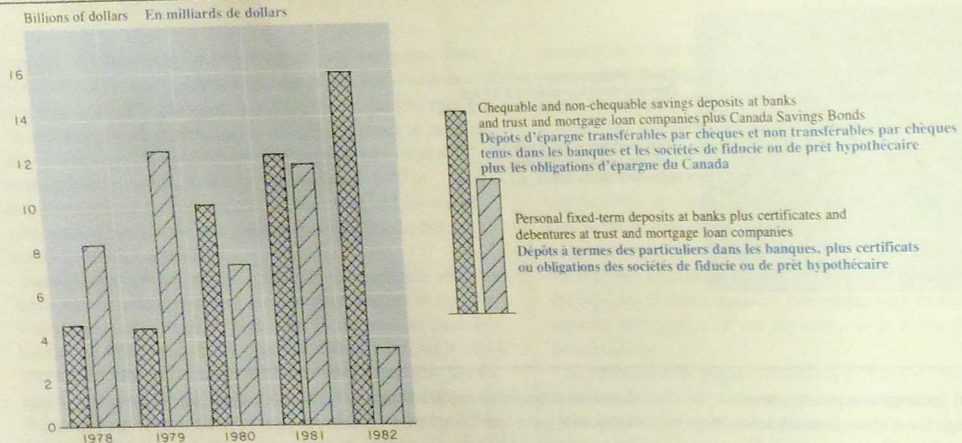 Billions of dollars En milliards de dollars
16
14
12
10
8
6
4
2
0
1978 1979 1980 1981 1982
Chequable and non-chequable savings deposits at banks
and trust and mortgage loan companies plus Canada Savings Bonds
Dépôts d'épargne transférables par chèques et non transférables par chèque
tenus dans les banques et les sociétés de fiducie ou de prêt hypothécaire
plus les obligations d'épargne du Canada
Personal fixed-term deposits at banks plus certificates and
debentures at trust and mortgage loan companies
Dépôts à termes des particuliers dans les banques, plus certificats
ou obligations des sociétés de fiducie ou de prêt hypothécaire